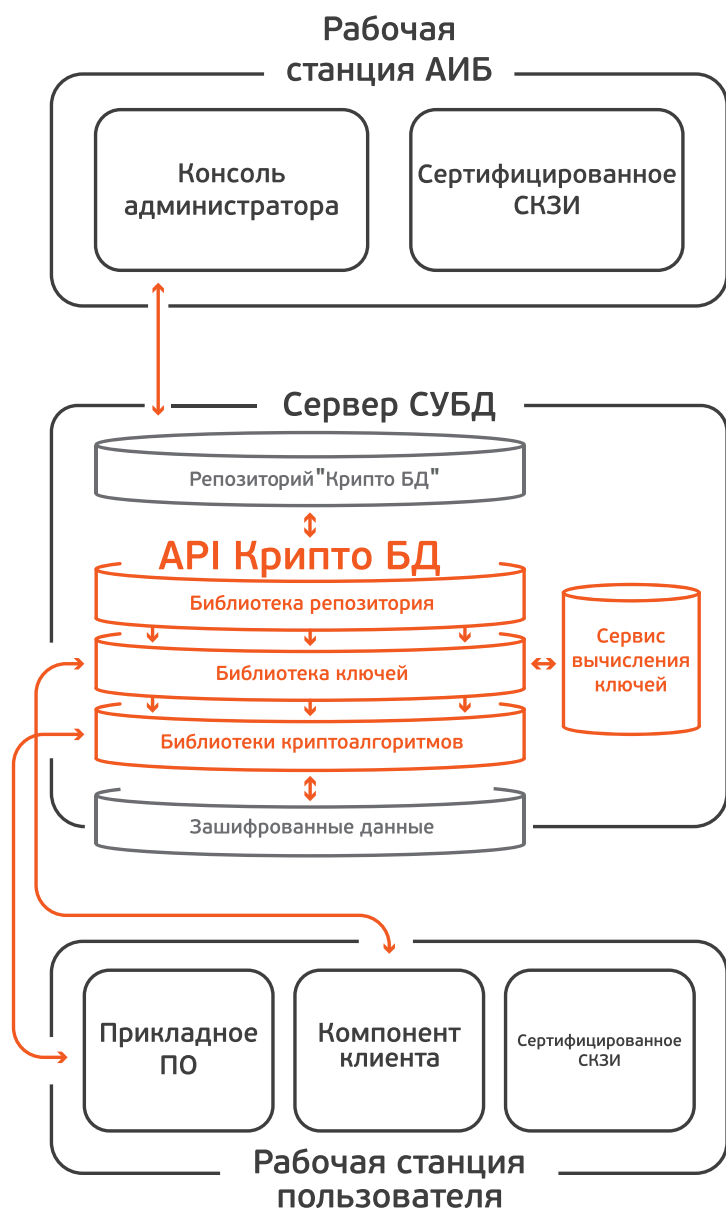 Рабочая
станция АИБ
Консоль
администратора
Сертифицированное
СКЗИ
Сервер СУБД
Репозиторий "Крипто БД"
API Крипто БД
Библиотека репозитория
Библиотека ключей
Сервис
вычисления
ключей
Библиотеки криптоалгоритмов
Зашифрованные данные
Прикладное
ПО
Компонент
клиента
Сертифицированное
СКЗИ
Рабочая станция
пользователя